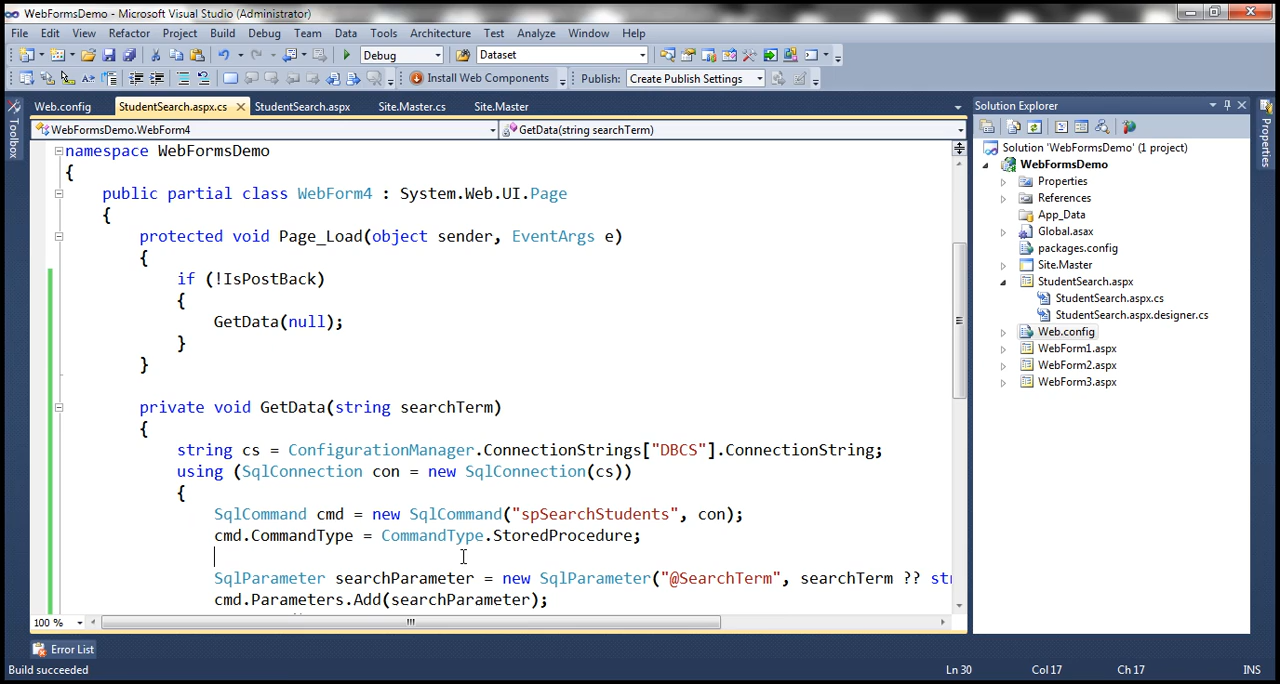 WebFormsDemo - Microsoft Visual Studio (Administrator)
File Edit View Refactor Project Build Debug Team Data Tools Architecture Test Analyze Window Help
Debug Dataset
Install Web Components Publish: Create Publish Settings
Web.config StudentSearch.aspx.cs StudentSearch.aspx Site.Master.cs Site.Master
WebFormsDemo.WebForm4 GetData(string searchTerm)
namespace WebFormsDemo
{
public partial class WebForm4 : System.Web.UI.Page
{
protected void Page_Load(object sender, EventArgs e)
{
if (!IsPostBack)
{
GetData(null);
}
}
private void GetData(string searchTerm)
{
string cs = ConfigurationManager.ConnectionStrings["DBCS"].ConnectionString;
using (SqlConnection con = new SqlConnection(cs))
{
SqlCommand cmd = new SqlCommand("spSearchStudents", con);
cmd.CommandType = CommandType.StoredProcedure;
SqlParameter searchParameter = new SqlParameter("@SearchTerm", searchTerm ?? str
cmd.Parameters.Add(searchParameter);
100 %
Toolbox
Solution Explorer
Solution 'WebFormsDemo' (1 project)
WebFormsDemo
Properties
References
App_Data
Global.asax
packages.config
Site.Master
StudentSearch.aspx
StudentSearch.aspx.cs
StudentSearch.aspx.designer.cs
Web.config
WebForm1.aspx
WebForm2.aspx
WebForm3.aspx
Properties
Error List
Build succeeded Ln 30 Col 17 Ch 17 INS